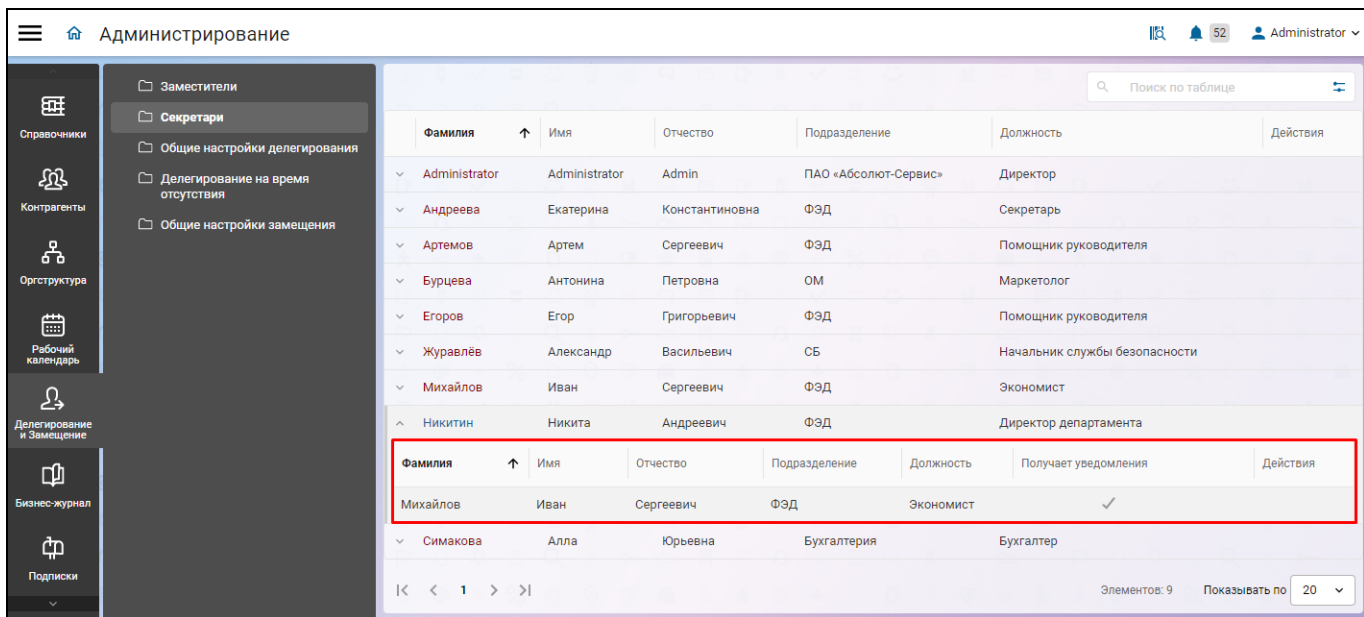 Администрирование
52
Administrator
Справочники
Контрагенты
Оргструктура
Рабочий
календарь
Делегирование
и Замещение
Бизнес-журнал
Подписки
Заместители
Секретари
Общие настройки делегирования
Делегирование на время
отсутствия
Общие настройки замещения
Поиск по таблице
Фамилия Имя Отчество Подразделение Должность Действия
Administrator Administrator Admin ПАО «Абсолют-Сервис» Директор
Андреева Екатерина Константиновна ФЭД Секретарь
Артемов Артем Сергеевич ФЭД Помощник руководителя
Бурцева Антонина Петровна ОМ Маркетолог
Егоров Егор Григорьевич ФЭД Помощник руководителя
Журавлёв Александр Васильевич СБ Начальник службы безопасности
Михайлов Иван Сергеевич ФЭД Экономист
Никитин Никита Андреевич ФЭД Директор департамента
Фамилия Имя Отчество Подразделение Должность Получает уведомления Действия
Михайлов Иван Сергеевич ФЭД Экономист
Симакова Алла Юрьевна Бухгалтерия Бухгалтер
1
Элементов: 9 Показывать по 20